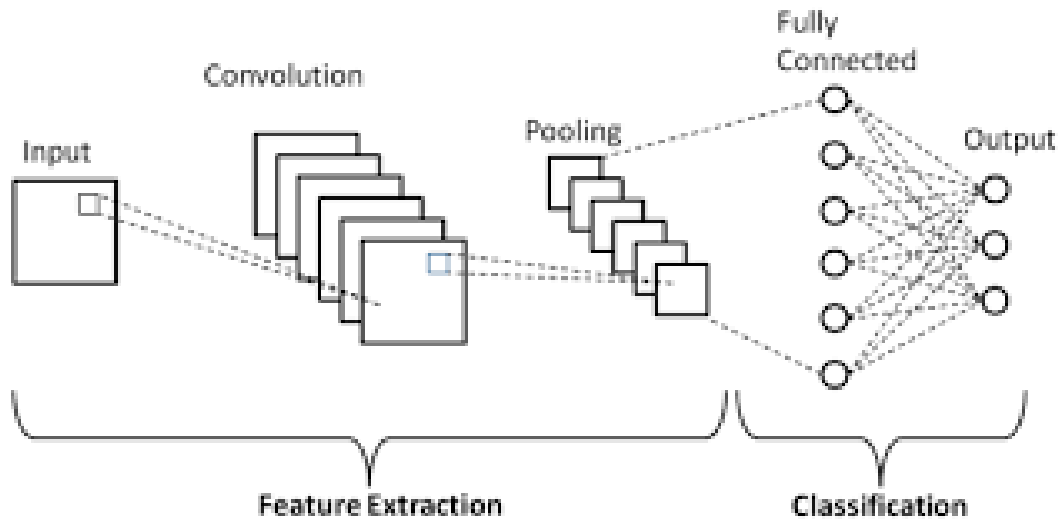 Fully
Connected
Convolution
Pooling
Output
Input
Feature Extraction
Classification